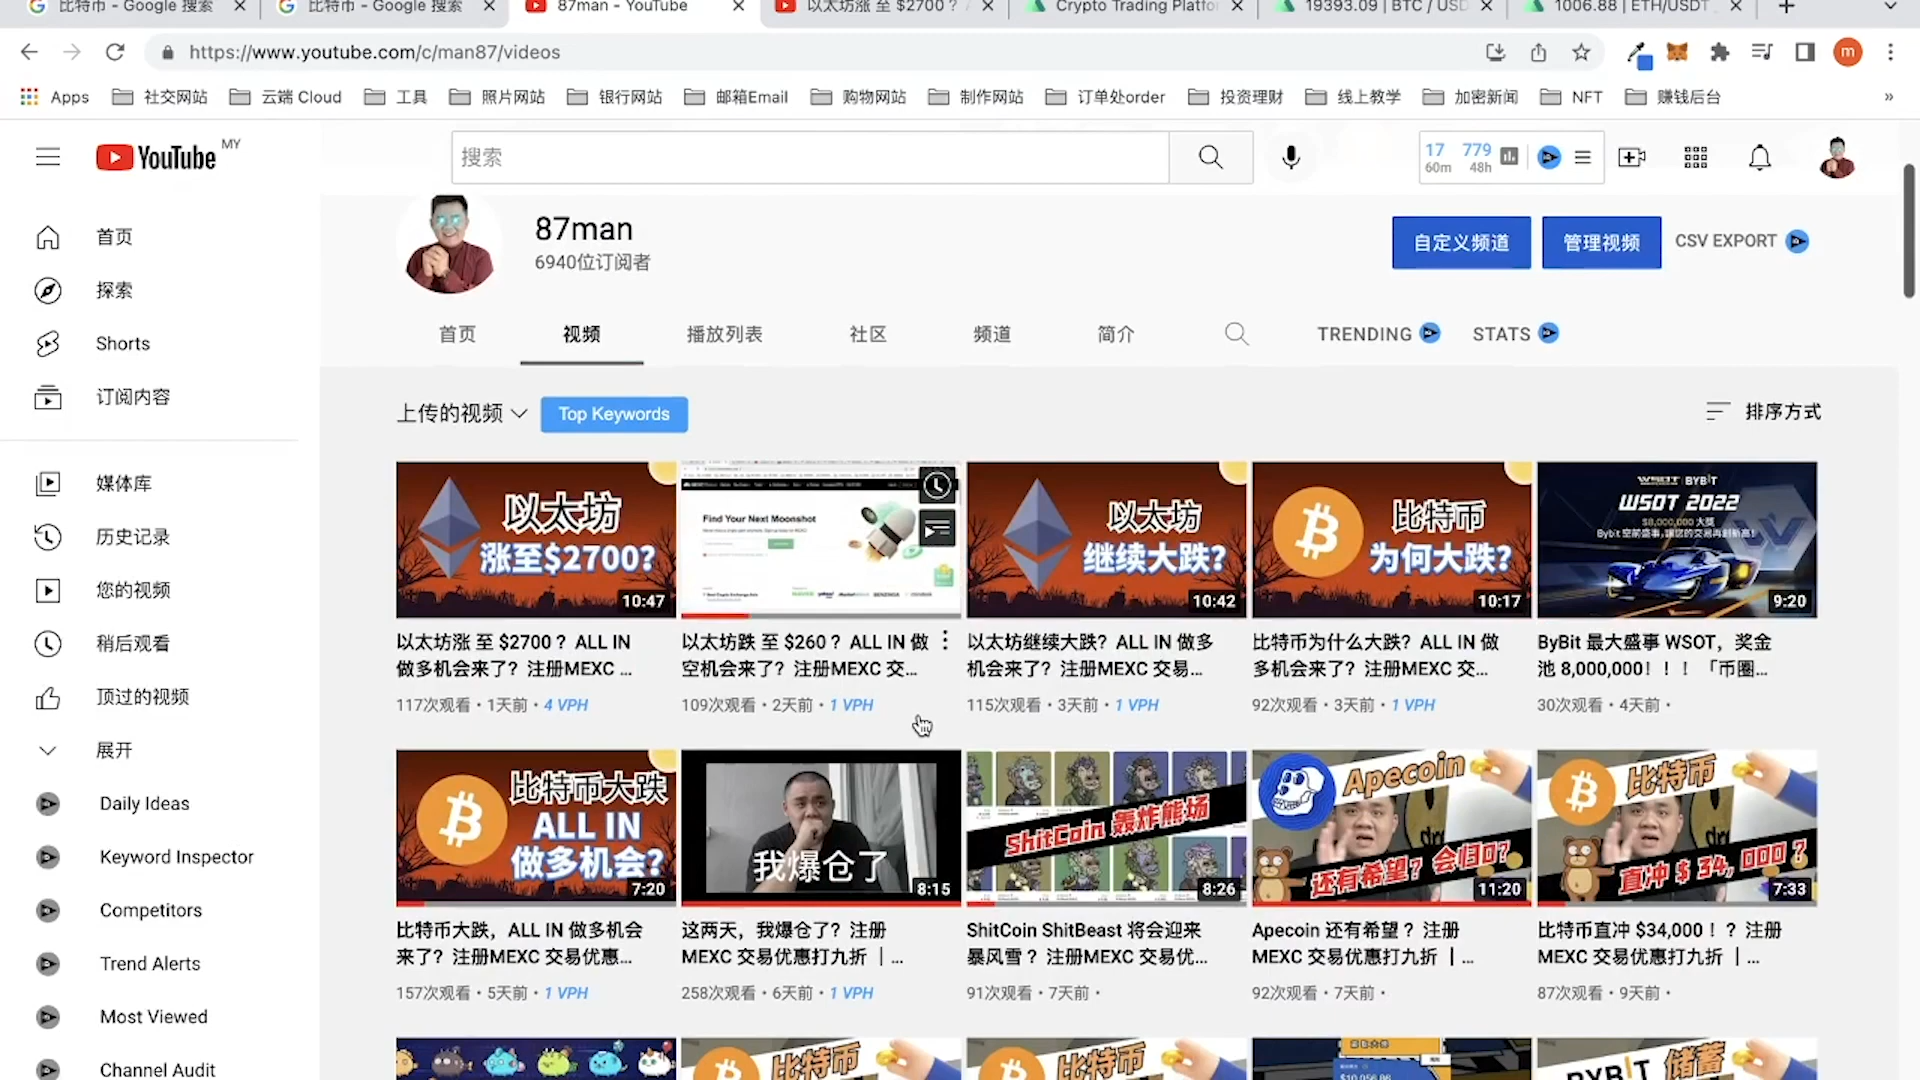 比特币 - Google 搜索
比特币 - Google 搜索
87man - YouTube
以太坊涨 至 $2700？
Crypto Trading Platfo
19393.09 | BTC / USD
1006.88 | ETH/USDT
https://www.youtube.com/c/man87/videos
m
Apps
社交网站
云端 Cloud
工具
照片网站
银行网站
邮箱Email
购物网站
制作网站
订单处order
投资理财
线上教学
加密新闻
NFT
赚钱后台
YouTube MY
搜索
17 779
60m 48h
87man
6940位订阅者
自定义频道
管理视频
CSV EXPORT
首页
视频
播放列表
社区
频道
简介
TRENDING
STATS
首页
探索
Shorts
订阅内容
媒体库
历史记录
您的视频
稍后观看
顶过的视频
展开
Daily Ideas
Keyword Inspector
Competitors
Trend Alerts
Most Viewed
Channel Audit
上传的视频
Top Keywords
排序方式
以太坊
涨至$2700?
10:47
以太坊涨 至 $2700？ALL IN
做多机会来了？注册MEXC ...
117次观看・1天前・4 VPH
Find Your Next Moonshot
以太坊跌 至 $260？ALL IN 做
空机会来了？注册MEXC 交...
109次观看・2天前・1 VPH
以太坊
继续大跌?
10:42
以太坊继续大跌？ALL IN 做多
机会来了？注册MEXC 交易...
115次观看・3天前・1 VPH
比特币
为何大跌?
10:17
比特币为什么大跌？ALL IN 做
多机会来了？注册MEXC 交...
92次观看・3天前・1 VPH
WSOT | BYBIT
WSOT 2022
$8,000,000 大奖
9:20
ByBit 最大盛事 WSOT，奖金
池 8,000,000！！！「币圈...
30次观看・4天前・
比特币大跌
ALL IN
做多机会?
7:20
比特币大跌，ALL IN 做多机会
来了？注册MEXC 交易优惠...
157次观看・5天前・1 VPH
我爆仓了
8:15
这两天，我爆仓了？注册
MEXC 交易优惠打九折 ｜...
258次观看・6天前・1 VPH
ShitCoin 轰炸熊场
8:26
ShitCoin ShitBeast 将会迎来
暴风雪？注册MEXC 交易优...
91次观看・7天前・
Apecoin
还有希望? 会归0?
11:20
Apecoin 还有希望？注册
MEXC 交易优惠打九折 ｜...
92次观看・7天前・
比特币
直冲 $ 34, 000 ?
7:33
比特币直冲 $34,000！？注册
MEXC 交易优惠打九折 ｜...
87次观看・9天前・
比特币
比特币
BYBIT 储蓄